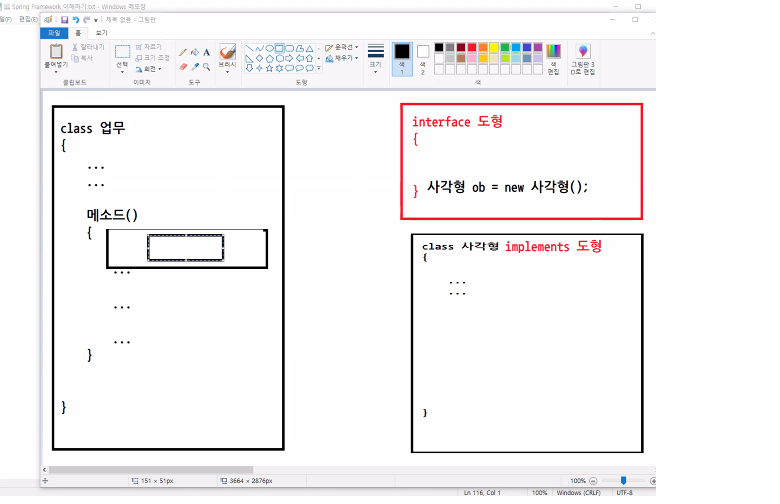 Spring Framework 이해하기.txt - Windows 메모장
편집(E)
제목 없음 - 그림판
파일 홈 보기
붙여넣기
잘라내기
복사
클립보드
선택
자르기
크기 조정
회전
이미지
도구
브러시
윤곽선
채우기
도형
크기
색 1
색 2
색
색 편집
그림판 3D로 편집
class 업무
{
...
...
메소드()
{
...
...
...
}
}
interface 도형
{
} 사각형 ob = new 사각형();
class 사각형 implements 도형
{
...
...
}
151 × 51px
3664 × 2876px
100%
Ln 116, Col 1
100%
Windows (CRLF)
UTF-8